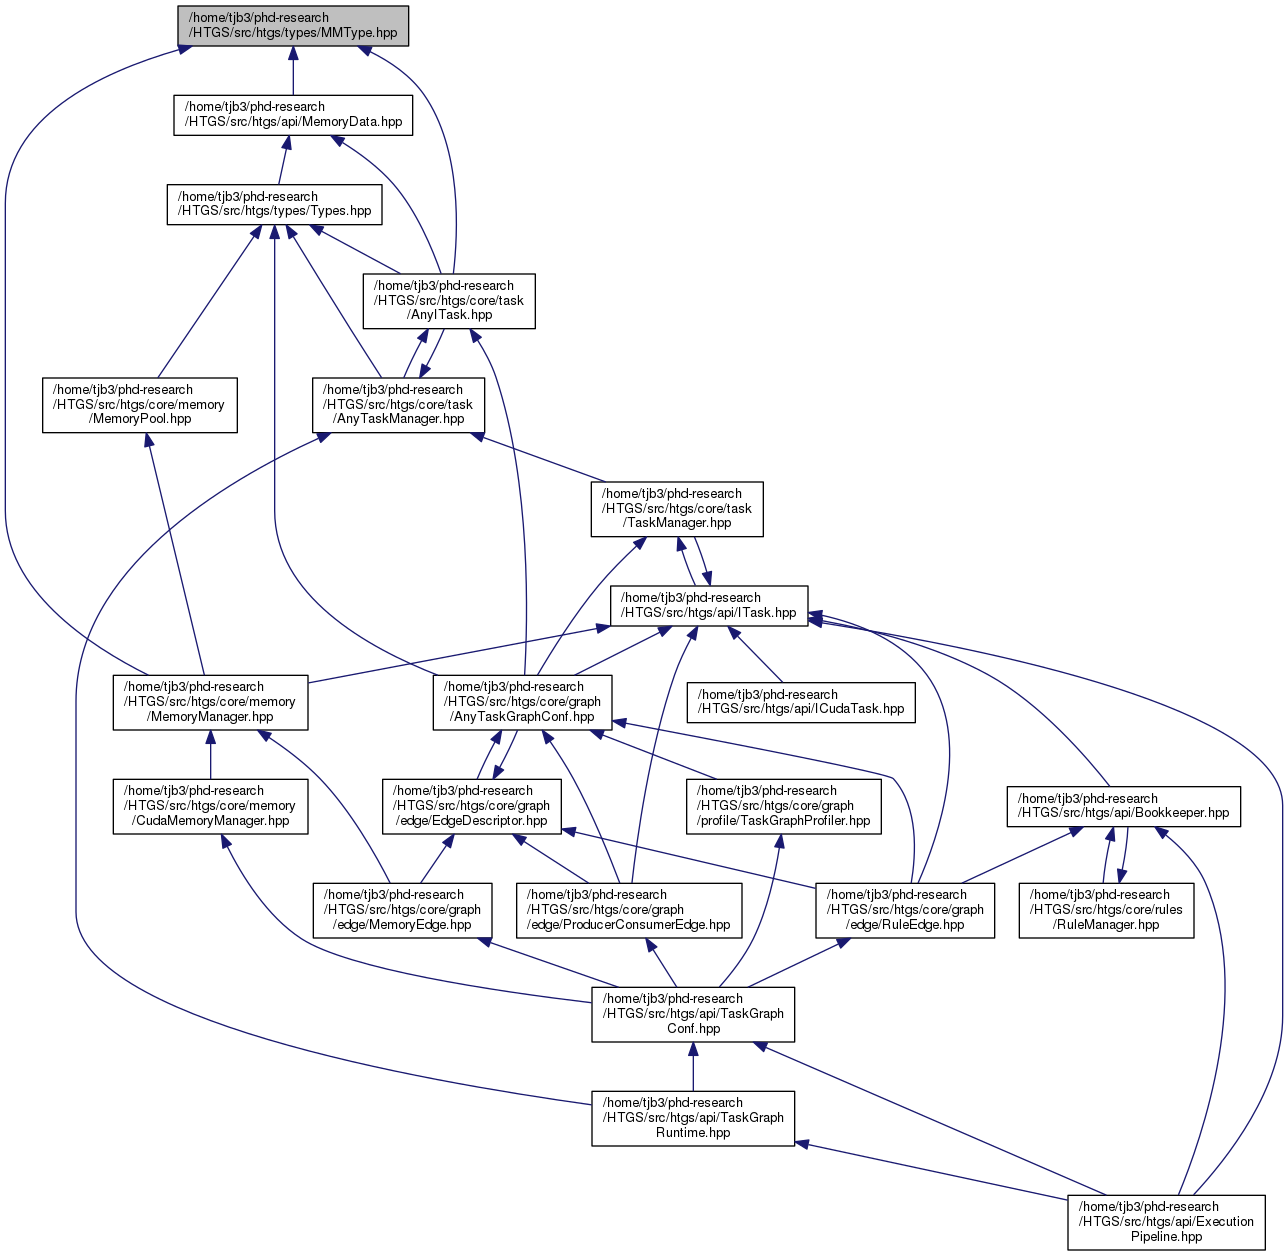 /home/tjb3/phd-research
/HTGS/src/htgs/types/MMType.hpp
/home/tjb3/phd-research
/HTGS/src/htgs/api/MemoryData.hpp
/home/tjb3/phd-research
/HTGS/src/htgs/types/Types.hpp
/home/tjb3/phd-research
/HTGS/src/htgs/core/task
/AnyITask.hpp
/home/tjb3/phd-research
/HTGS/src/htgs/core/memory
/MemoryPool.hpp
/home/tjb3/phd-research
/HTGS/src/htgs/core/task
/AnyTaskManager.hpp
/home/tjb3/phd-research
/HTGS/src/htgs/core/task
/TaskManager.hpp
/home/tjb3/phd-research
/HTGS/src/htgs/api/ITask.hpp
/home/tjb3/phd-research
/HTGS/src/htgs/core/memory
/MemoryManager.hpp
/home/tjb3/phd-research
/HTGS/src/htgs/core/graph
/AnyTaskGraphConf.hpp
/home/tjb3/phd-research
/HTGS/src/htgs/api/ICudaTask.hpp
/home/tjb3/phd-research
/HTGS/src/htgs/core/memory
/CudaMemoryManager.hpp
/home/tjb3/phd-research
/HTGS/src/htgs/core/graph
/edge/EdgeDescriptor.hpp
/home/tjb3/phd-research
/HTGS/src/htgs/core/graph
/profile/TaskGraphProfiler.hpp
/home/tjb3/phd-research
/HTGS/src/htgs/api/Bookkeeper.hpp
/home/tjb3/phd-research
/HTGS/src/htgs/core/graph
/edge/MemoryEdge.hpp
/home/tjb3/phd-research
/HTGS/src/htgs/core/graph
/edge/ProducerConsumerEdge.hpp
/home/tjb3/phd-research
/HTGS/src/htgs/core/graph
/edge/RuleEdge.hpp
/home/tjb3/phd-research
/HTGS/src/htgs/core/rules
/RuleManager.hpp
/home/tjb3/phd-research
/HTGS/src/htgs/api/TaskGraph
Conf.hpp
/home/tjb3/phd-research
/HTGS/src/htgs/api/TaskGraph
Runtime.hpp
/home/tjb3/phd-research
/HTGS/src/htgs/api/Execution
Pipeline.hpp